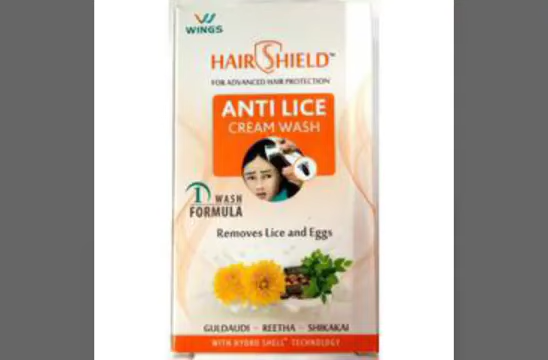 WINGS
HAIRSHIELD™
FOR ADVANCED HAIR PROTECTION
ANTI LICE
CREAM WASH
1 WASH
FORMULA
Removes Lice and Eggs
GULDAUDI - REETHA - SHIKAKAI
WITH HYDRO SHELL™ TECHNOLOGY